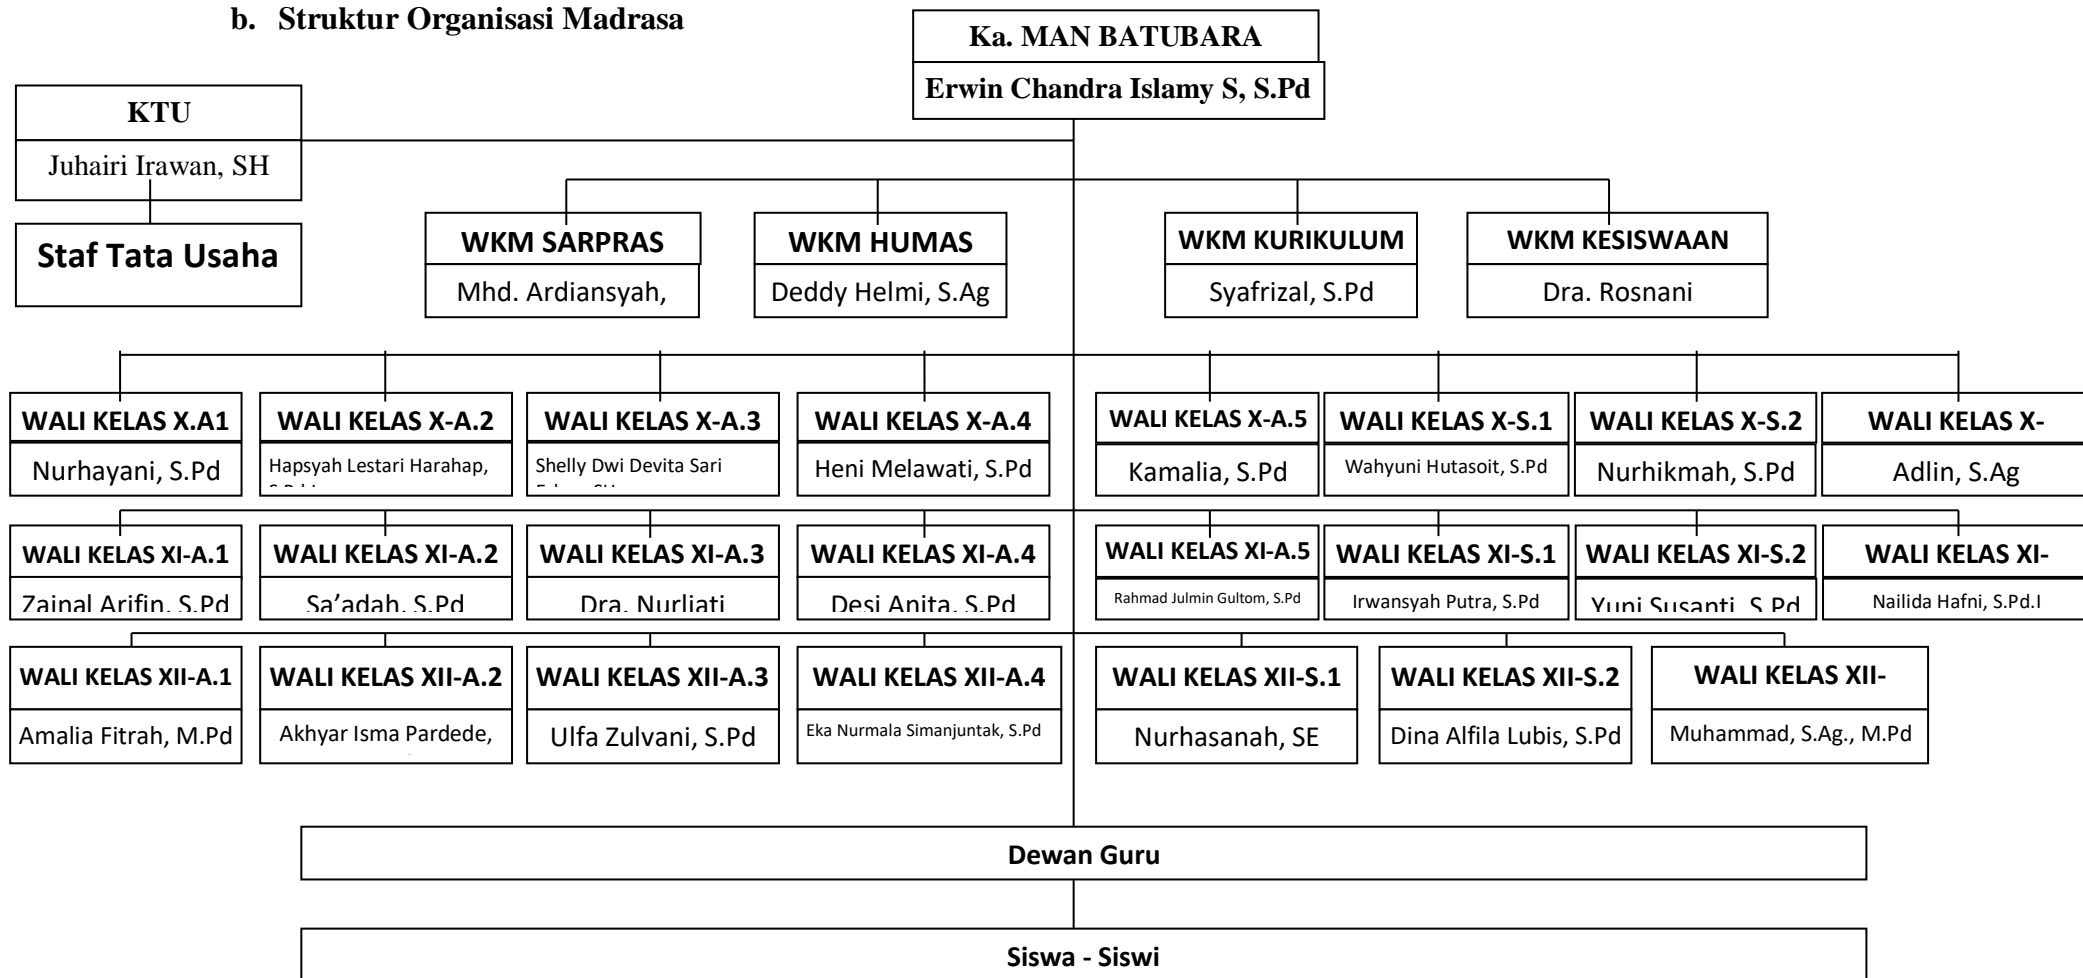 b. Struktur Organisasi Madrasa
Ka. MAN BATUBARA
Erwin Chandra Islamy S, S.Pd
KTU
Juhairi Irawan, SH
Staf Tata Usaha
WKM SARPRAS
Mhd. Ardiansyah,
WKM HUMAS
Deddy Helmi, S.Ag
WKM KURIKULUM
Syafrizal, S.Pd
WKM KESISWAAN
Dra. Rosnani
WALI KELAS X.A1
Nurhayani, S.Pd
WALI KELAS X-A.2
Hapsyah Lestari Harahap,
WALI KELAS X-A.3
Shelly Dwi Devita Sari
WALI KELAS X-A.4
Heni Melawati, S.Pd
WALI KELAS X-A.5
Kamalia, S.Pd
WALI KELAS X-S.1
Wahyuni Hutasoit, S.Pd
WALI KELAS X-S.2
Nurhikmah, S.Pd
WALI KELAS X-
Adlin, S.Ag
WALI KELAS XI-A.1
Zainal Arifin, S.Pd
WALI KELAS XI-A.2
Sa’adah, S.Pd
WALI KELAS XI-A.3
Dra. Nurliati
WALI KELAS XI-A.4
Desi Anita, S.Pd
WALI KELAS XI-A.5
Rahmad Julmin Gultom, S.Pd
WALI KELAS XI-S.1
Irwansyah Putra, S.Pd
WALI KELAS XI-S.2
Yuni Susanti, S.Pd
WALI KELAS XI-
Nailida Hafni, S.Pd.I
WALI KELAS XII-A.1
Amalia Fitrah, M.Pd
WALI KELAS XII-A.2
Akhyar Isma Pardede,
WALI KELAS XII-A.3
Ulfa Zulvani, S.Pd
WALI KELAS XII-A.4
Eka Nurmala Simanjuntak, S.Pd
WALI KELAS XII-S.1
Nurhasanah, SE
WALI KELAS XII-S.2
Dina Alfila Lubis, S.Pd
WALI KELAS XII-
Muhammad, S.Ag., M.Pd
Dewan Guru
Siswa - Siswi